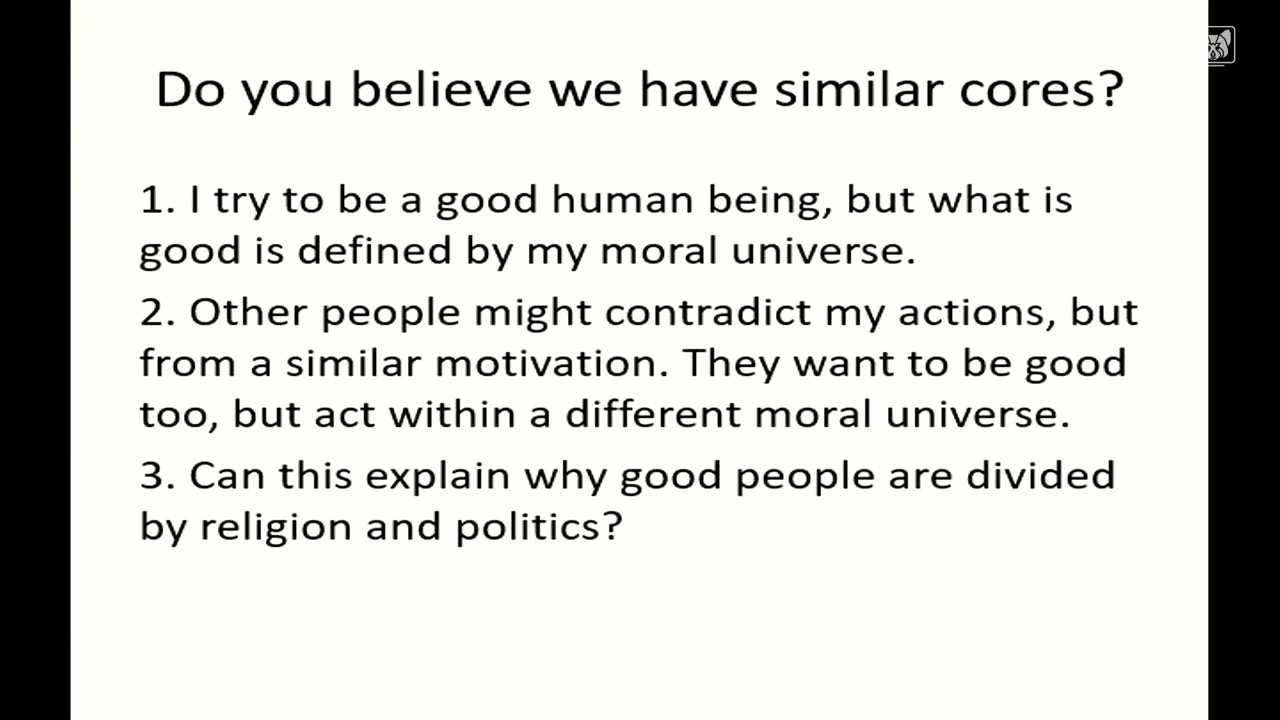 Do you believe we have similar cores?
1. I try to be a good human being, but what is
good is defined by my moral universe.
2. Other people might contradict my actions, but
from a similar motivation. They want to be good
too, but act within a different moral universe.
3. Can this explain why good people are divided
by religion and politics?